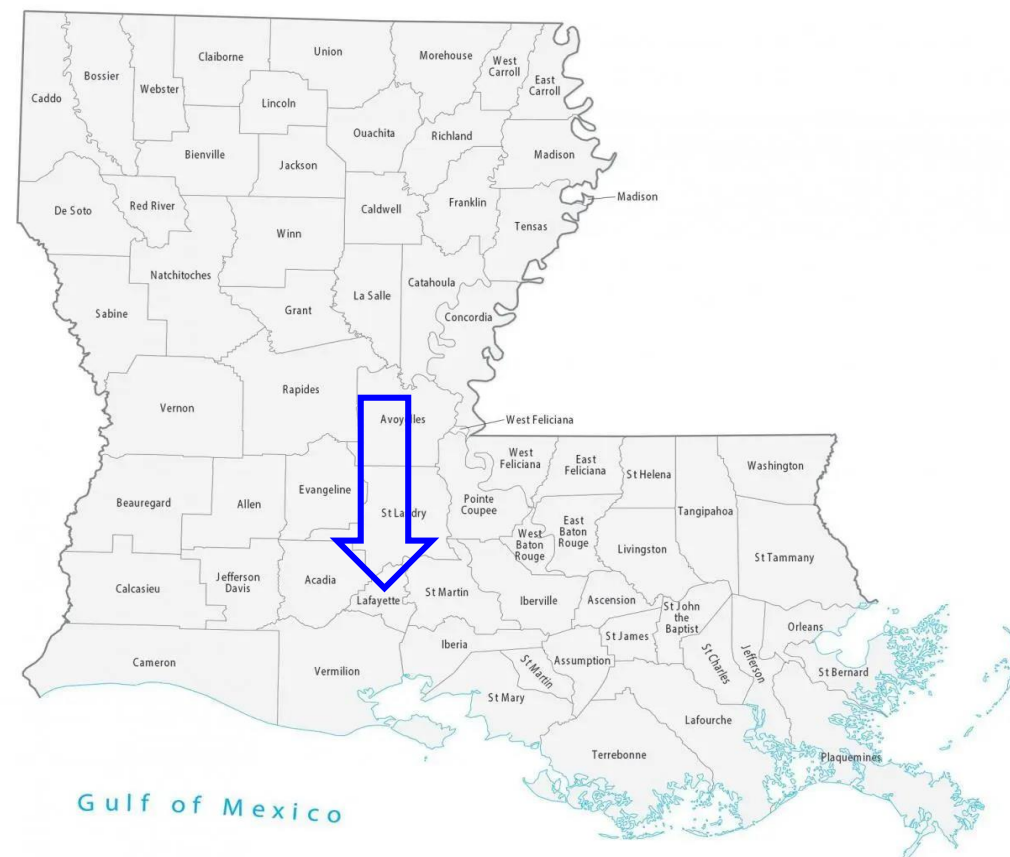 Claiborne
Union
Morehouse
West
Carroll
East
Carroll
Bossier
Webster
Caddo
Lincoln
Ouachita
Richland
Bienville
Jackson
Madison
Madison
De Soto
Red River
Caldwell
Franklin
Tensas
Winn
Natchitoches
La Salle
Catahoula
Sabine
Grant
Concordia
Rapides
Vernon
Avoyelles
West Feliciana
West
Feliciana
East
Feliciana
St Helena
Washington
Beauregard
Allen
Evangeline
St Landry
Pointe
Coupee
West
Baton
Rouge
East
Baton
Rouge
Tangipahoa
Livingston
St Tammany
Calcasieu
Jefferson
Davis
Acadia
Lafayette
St Martin
Iberville
Ascension
St John
the
Baptist
Orleans
Cameron
Vermilion
Iberia
St Martin
Assumption
St James
St Charles
Jefferson
St Bernard
St Mary
Lafourche
Terrebonne
Plaquemines
Gulf of Mexico